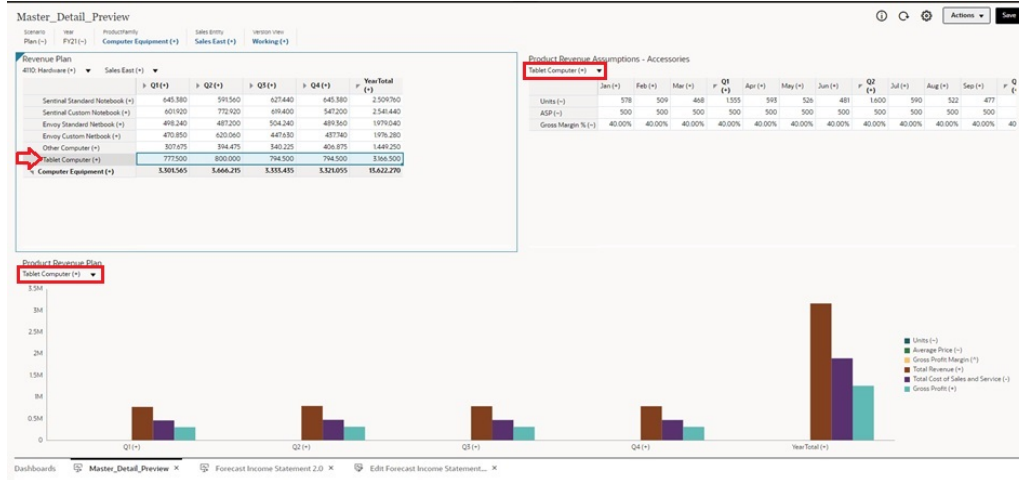 Master_Detail_Preview
Actions
Save
Scenario Year ProductFamily Sales Entity Version View
Plan (~) FY21 (~) Computer Equipment (+) Sales East (+) Working (+)
Revenue Plan
4110: Hardware (+) Sales East (+)
Q1 (+) Q2 (+) Q3 (+) Q4 (+) YearTotal (+)
Sentinal Standard Notebook (+) 645,380 591,560 627,440 645,380 2,509,760
Sentinal Custom Notebook (+) 601,920 772,920 619,400 547,200 2,541,440
Envoy Standard Netbook (+) 498,240 487,200 504,240 489,360 1,979,040
Envoy Custom Netbook (+) 470,850 620,060 447,630 437,740 1,976,280
Other Computer (+) 307,675 394,475 340,225 406,875 1,449,250
Tablet Computer (+) 777,500 800,000 794,500 794,500 3,166,500
Computer Equipment (+) 3,301,565 3,666,215 3,333,435 3,321,055 13,622,270
Product Revenue Assumptions - Accessories
Tablet Computer (+)
Jan (+) Feb (+) Mar (+) Q1 (+) Apr (+) May (+) Jun (+) Q2 (+) Jul (+) Aug (+) Sep (+)
Units (~) 578 509 468 1,555 593 526 481 1,600 590 522 477
ASP (~) 500 500 500 500 500 500 500 500 500 500 500
Gross Margin % (~) 40.00% 40.00% 40.00% 40.00% 40.00% 40.00% 40.00% 40.00% 40.00% 40.00% 40.00% 40
Product Revenue Plan
Tablet Computer (+)
3.5M
3M
2.5M
2M
1.5M
1M
0.5M
0
Q1 (+) Q2 (+) Q3 (+) Q4 (+) YearTotal (+)
Units (~)
Average Price (~)
Gross Profit Margin (^)
Total Revenue (+)
Total Cost of Sales and Service (-)
Gross Profit (+)
Dashboards Master_Detail_Preview × Forecast Income Statement 2.0 × Edit Forecast Income Statement... ×